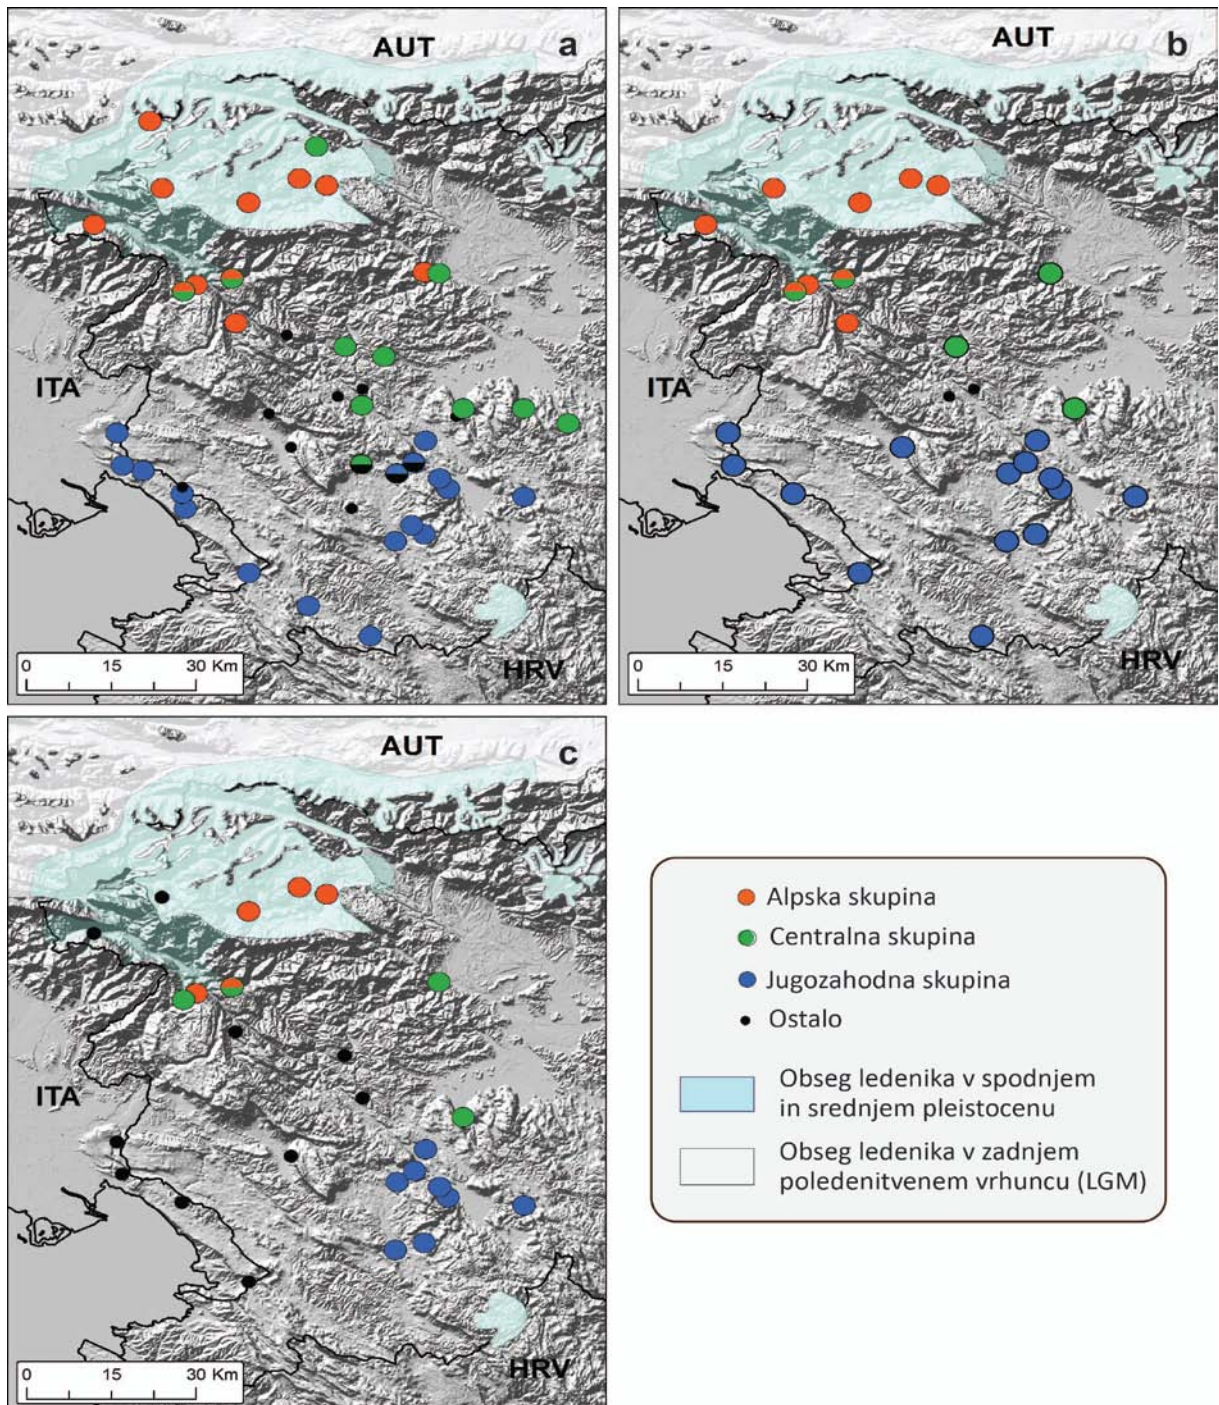 AUT
a
ITA
0 15 30 Km
HRV
AUT
b
ITA
0 15 30 Km
HRV
AUT
c
ITA
0 15 30 Km
HRV
Alpska skupina
Centralna skupina
Jugozahodna skupina
Ostalo
Obseg ledenika v spodnjem
in srednjem pleistocenu
Obseg ledenika v zadnjem
poledenitvenem vrhuncu (LGM)